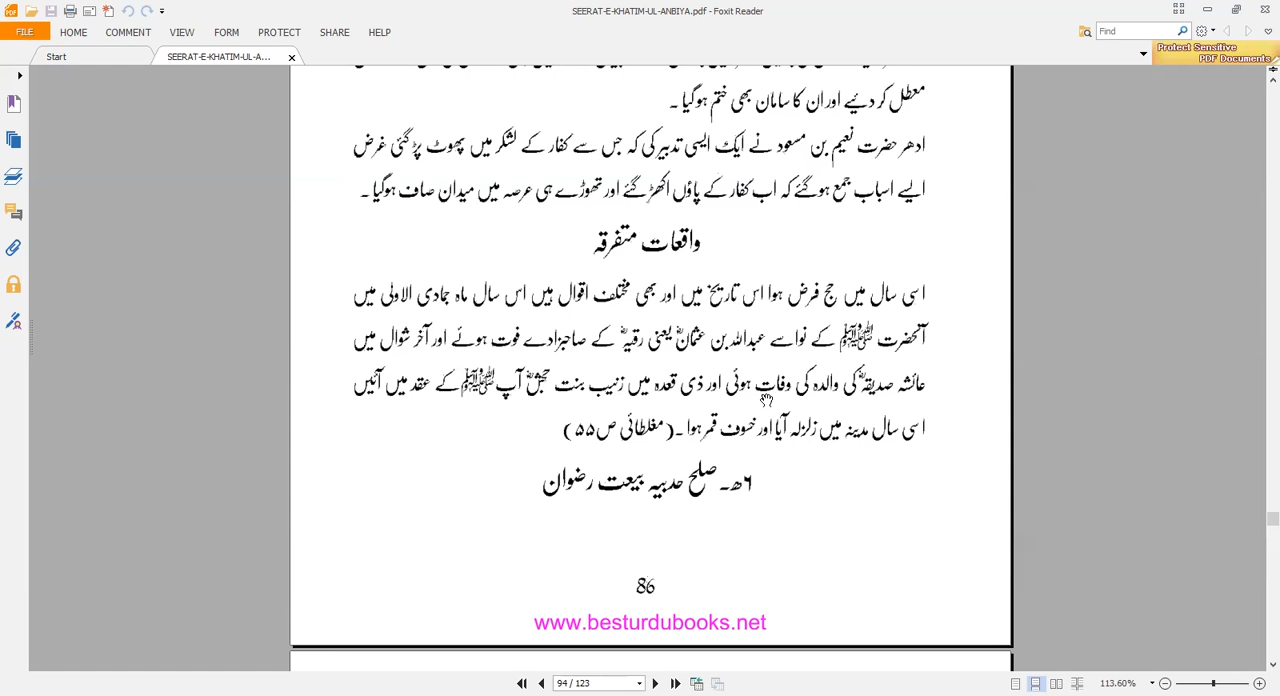 SEERAT-E-KHATIM-UL-ANBIYA.pdf - Foxit Reader
FILE HOME COMMENT VIEW FORM PROTECT SHARE HELP
Find
Start SEERAT-E-KHATIM-UL-A...
Protect Sensitive
PDF Documents
معطل کر دئیے اور ان کا سامان بھی ختم ہوگیا ۔
ادھر حضرت نعیم بن مسعود نے ایک ایسی تدبیر کی کہ جس سے کفار کے لشکر میں پھوٹ پڑ گئی غرض
ایسے اسباب جمع ہوگئے کہ اب کفار کے پاؤں اکھڑ گئے اور تھوڑے ہی عرصہ میں میدان صاف ہوگیا ۔
واقعات متفرقہ
اسی سال میں حج فرض ہوا اس تاریخ میں اور بھی مختلف اقوال ہیں اس سال ماہ جمادی الاولی میں
آنحضرت ﷺ کے نواسے عبداللہ بن عثمانؓ یعنی رقیہؓ کے صاحبزادے فوت ہوئے اور آخر شوال میں
عائشہ صدیقہؓ کی والدہ کی وفات ہوئی اور ذی قعدہ میں زنیب بنت جحشؓ آپ ﷺ کے عقد میں آئیں
اسی سال مدینہ میں زلزلہ آیا اور خسوف قمر ہوا ۔ (مغلطائی ص ۵۵)
۶ھ۔ صلح حدبیہ بیعت رضوان
86
www.besturdubooks.net
94 / 123
113.60%